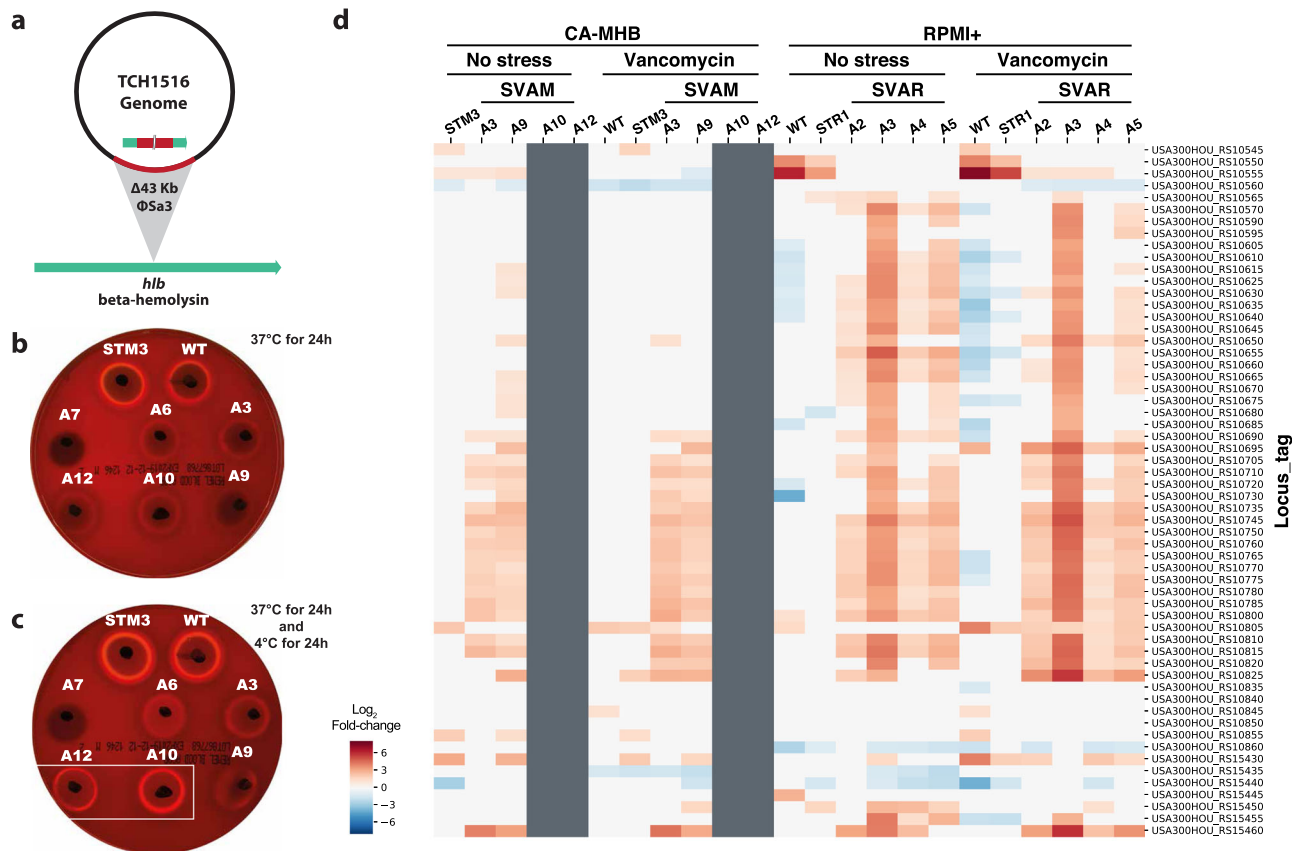 a
TCH1516
Genome
Δ43 Kb
ΦSa3
hlb
beta-hemolysin
b
37°C for 24h
STM3 WT
A7 A6 A3
A12 A10 A9
c
37°C for 24h
and
4°C for 24h
STM3 WT
A7 A6 A3
A12 A10 A9
d
CA-MHB RPMI+
No stress Vancomycin No stress Vancomycin
SVAM SVAM SVAR SVAR
STM3 A3 A9 A10 A12 WT STM3 A3 A9 A10 A12 WT STR1 A2 A3 A4 A5 WT STR1 A2 A3 A4 A5
USA300HOU_RS10545
USA300HOU_RS10550
USA300HOU_RS10555
USA300HOU_RS10560
USA300HOU_RS10565
USA300HOU_RS10570
USA300HOU_RS10590
USA300HOU_RS10595
USA300HOU_RS10605
USA300HOU_RS10610
USA300HOU_RS10615
USA300HOU_RS10625
USA300HOU_RS10630
USA300HOU_RS10635
USA300HOU_RS10640
USA300HOU_RS10645
USA300HOU_RS10650
USA300HOU_RS10655
USA300HOU_RS10660
USA300HOU_RS10665
USA300HOU_RS10670
USA300HOU_RS10675
USA300HOU_RS10680
USA300HOU_RS10685
USA300HOU_RS10690
USA300HOU_RS10695
USA300HOU_RS10705
USA300HOU_RS10710
USA300HOU_RS10720
USA300HOU_RS10730
USA300HOU_RS10735
USA300HOU_RS10745
USA300HOU_RS10750
USA300HOU_RS10760
USA300HOU_RS10765
USA300HOU_RS10770
USA300HOU_RS10775
USA300HOU_RS10780
USA300HOU_RS10785
USA300HOU_RS10800
USA300HOU_RS10805
USA300HOU_RS10810
USA300HOU_RS10815
USA300HOU_RS10820
USA300HOU_RS10825
USA300HOU_RS10835
USA300HOU_RS10840
USA300HOU_RS10845
USA300HOU_RS10850
USA300HOU_RS10855
USA300HOU_RS10860
USA300HOU_RS15430
USA300HOU_RS15435
USA300HOU_RS15440
USA300HOU_RS15445
USA300HOU_RS15450
USA300HOU_RS15455
USA300HOU_RS15460
Locus_tag
Log2
Fold-change
6
3
0
−3
−6